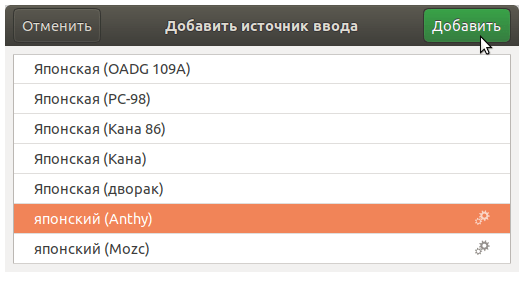 Отменить Добавить источник ввода Добавить
Японская (OADG 109A)
Японская (PC-98)
Японская (Кана 86)
Японская (Кана)
Японская (дворак)
японский (Anthy)
японский (Mozc)